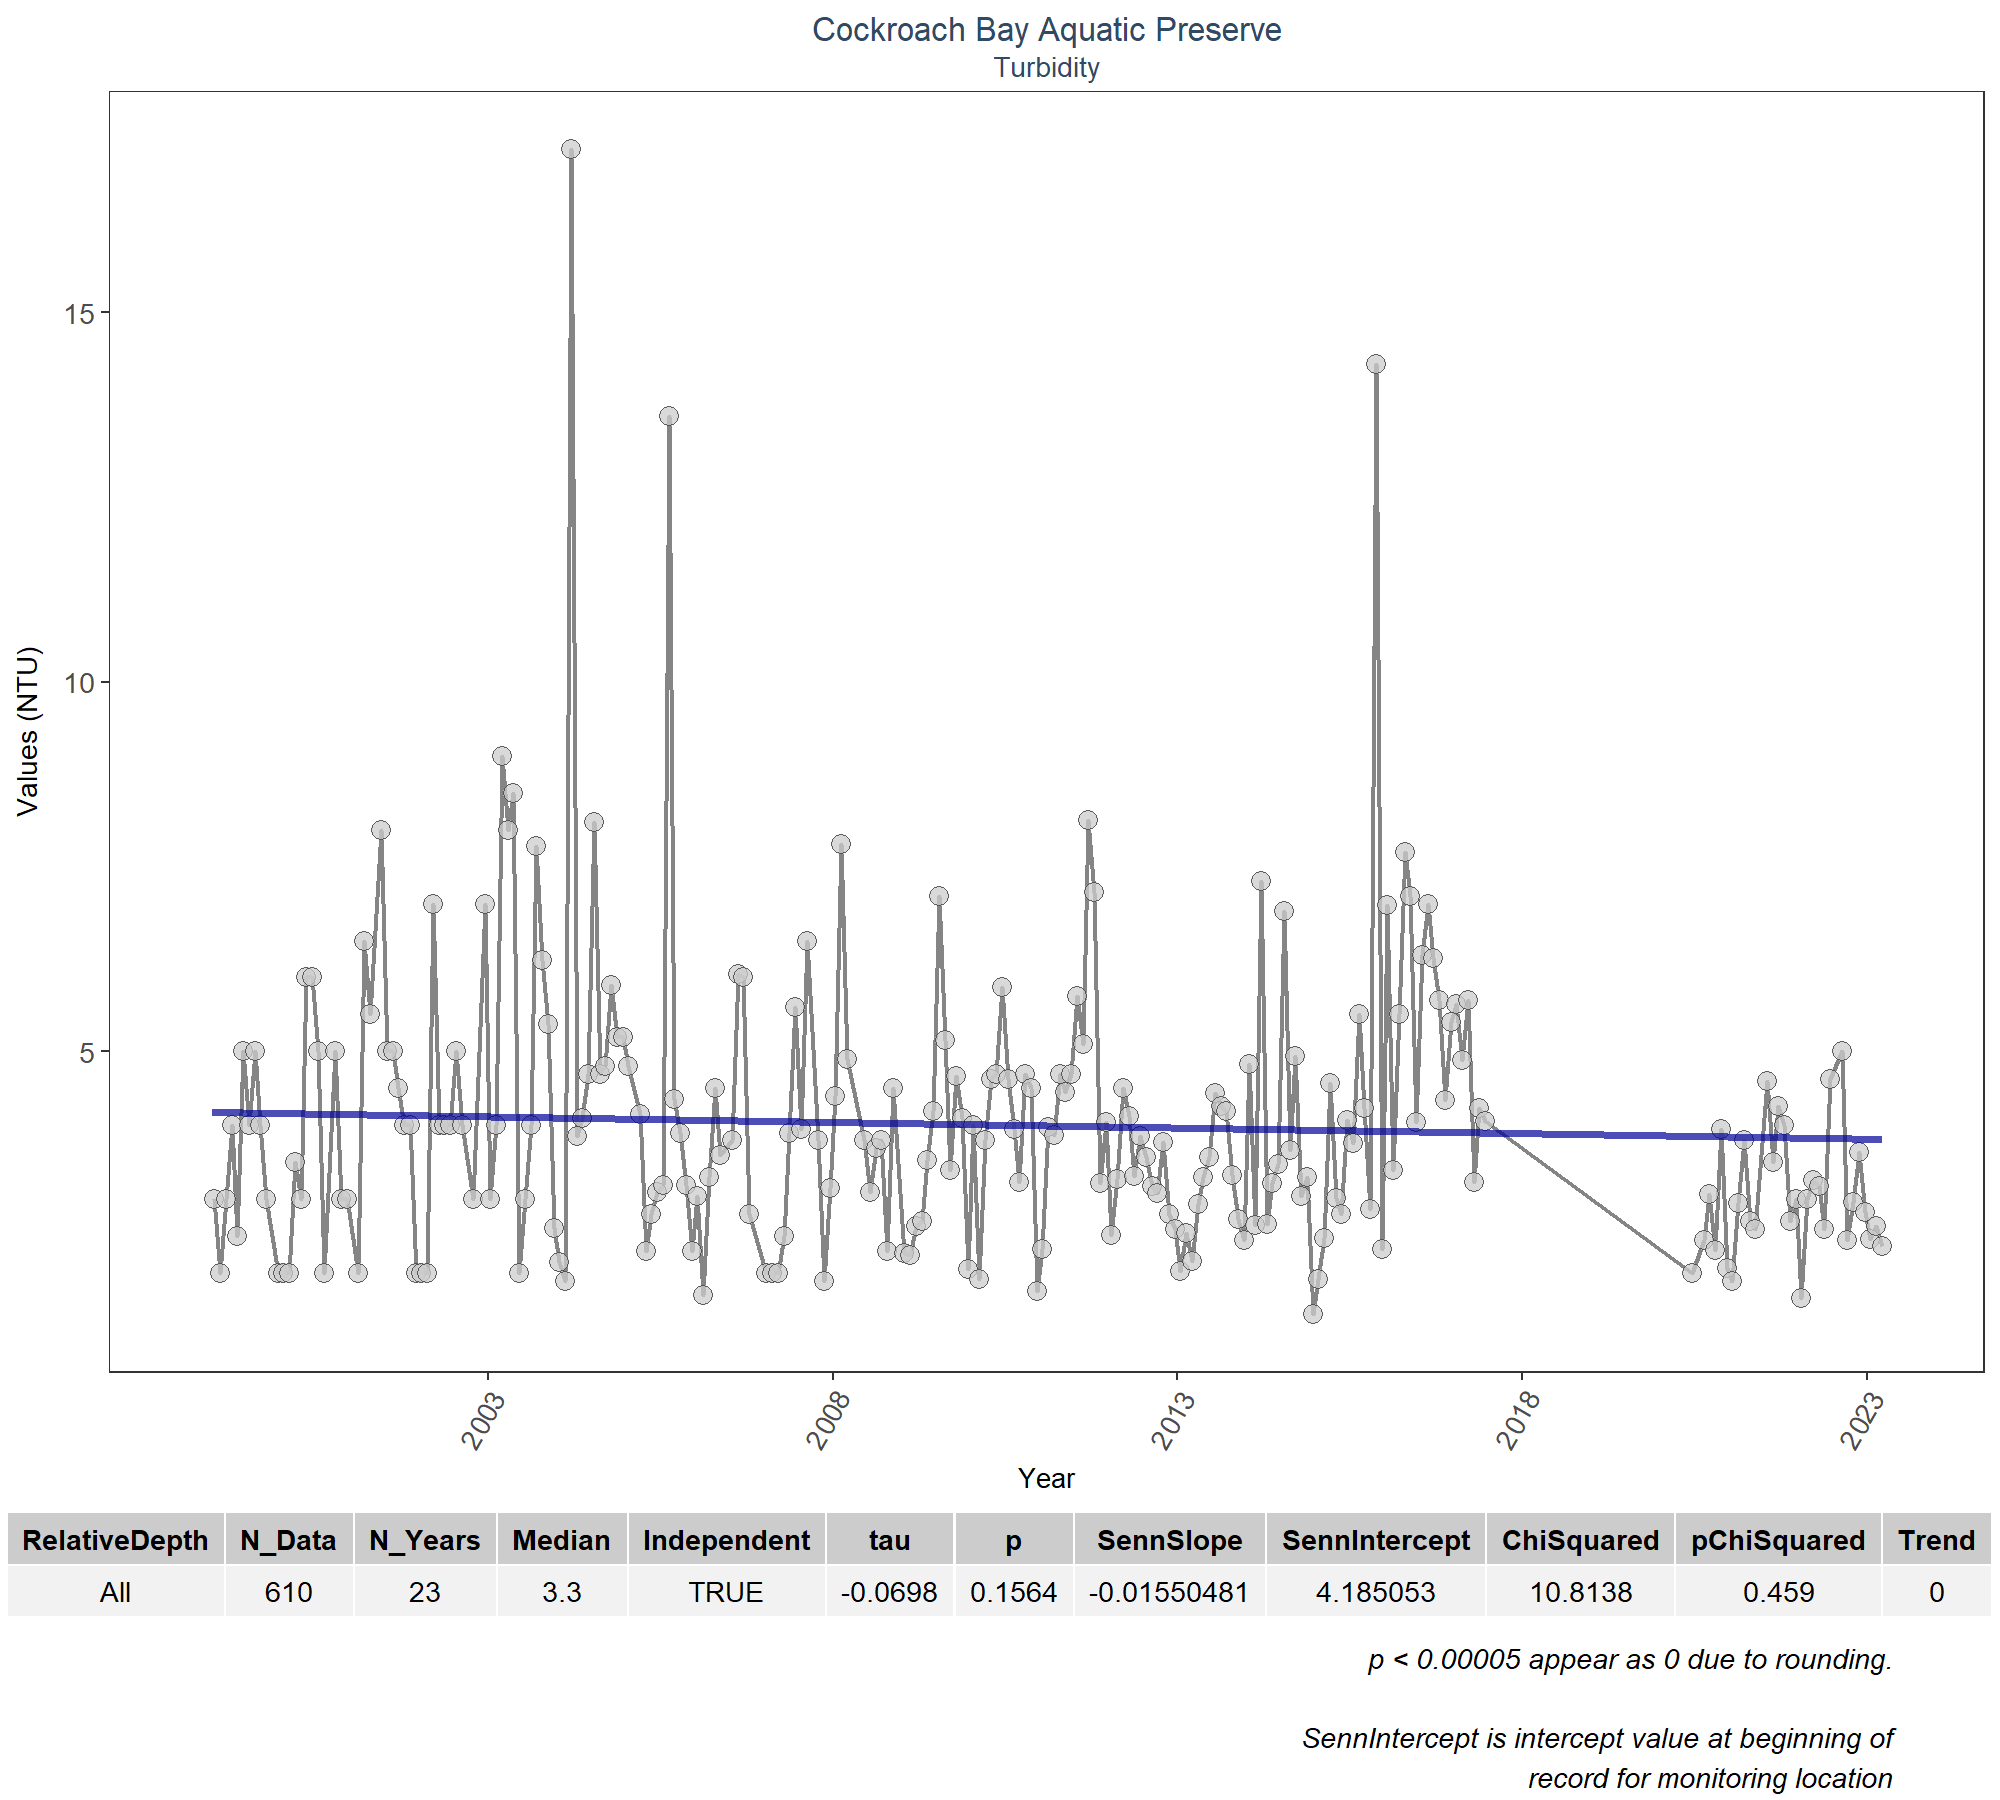 Cockroach Bay Aquatic Preserve
Turbidity
Values (NTU)
15
10
5
2003
2008
2013
2018
2023
Year
RelativeDepth N_Data N_Years Median Independent tau p SennSlope SennIntercept ChiSquared pChiSquared Trend
All 610 23 3.3 TRUE -0.0698 0.1564 -0.01550481 4.185053 10.8138 0.459 0
p < 0.00005 appear as 0 due to rounding.
SennIntercept is intercept value at beginning of
record for monitoring location